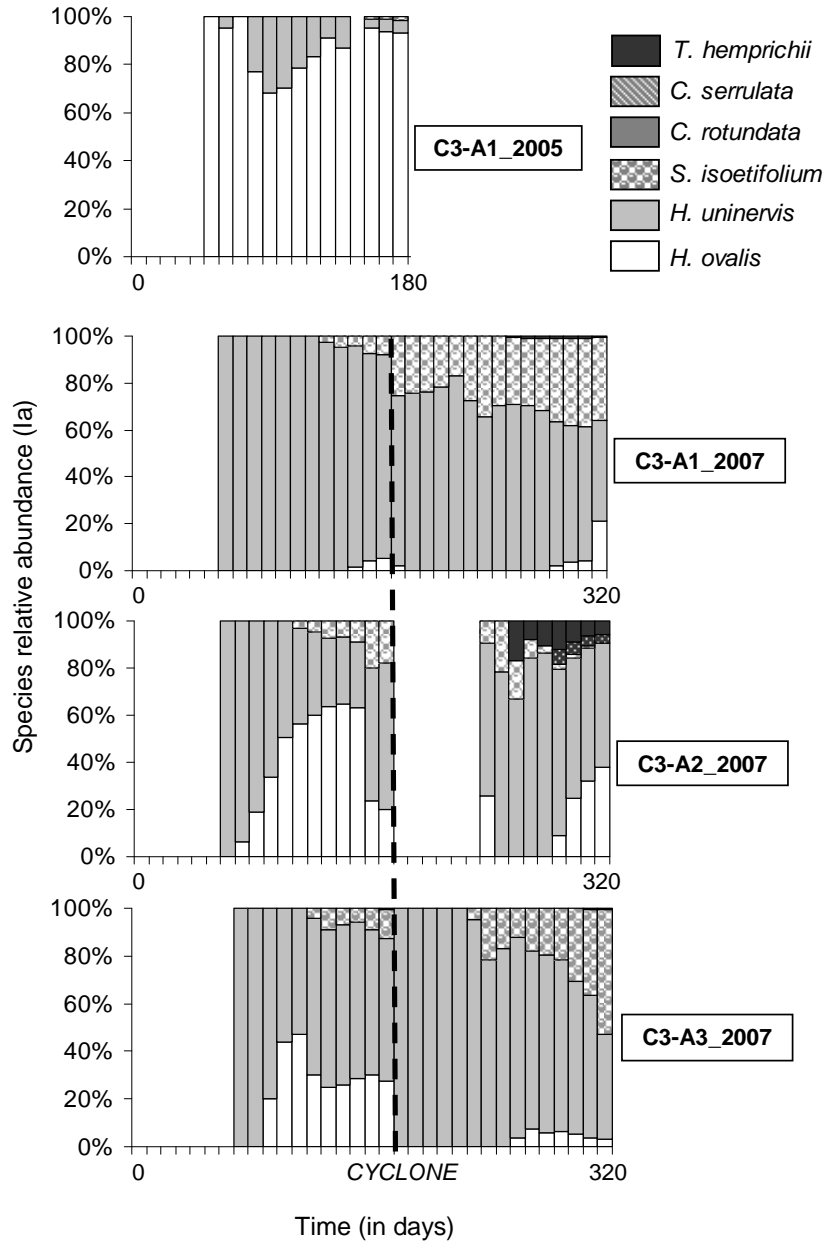 100%
80%
60%
40%
20%
0%
0
180
C3-A1_2005
T. hemprichii
C. serrulata
C. rotundata
S. isoetifolium
H. uninervis
H. ovalis
Species relative abundance (Ia)
100%
80%
60%
40%
20%
0%
0
320
C3-A1_2007
100%
80%
60%
40%
20%
0%
0
320
C3-A2_2007
100%
80%
60%
40%
20%
0%
0
CYCLONE
320
C3-A3_2007
Time (in days)